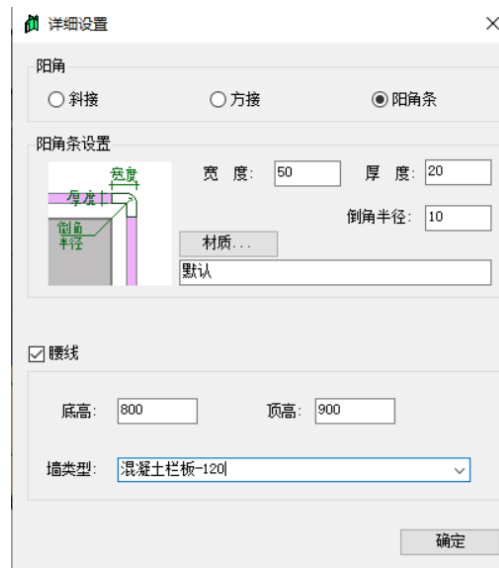 详细设置
阳角
斜接 方接 阳角条
阳角条设置
宽度
厚度
倒角
半径
宽 度: 50 厚 度: 20
倒角半径: 10
材质...
默认
腰线
底高: 800 顶高: 900
墙类型: 混凝土栏板-120
确定